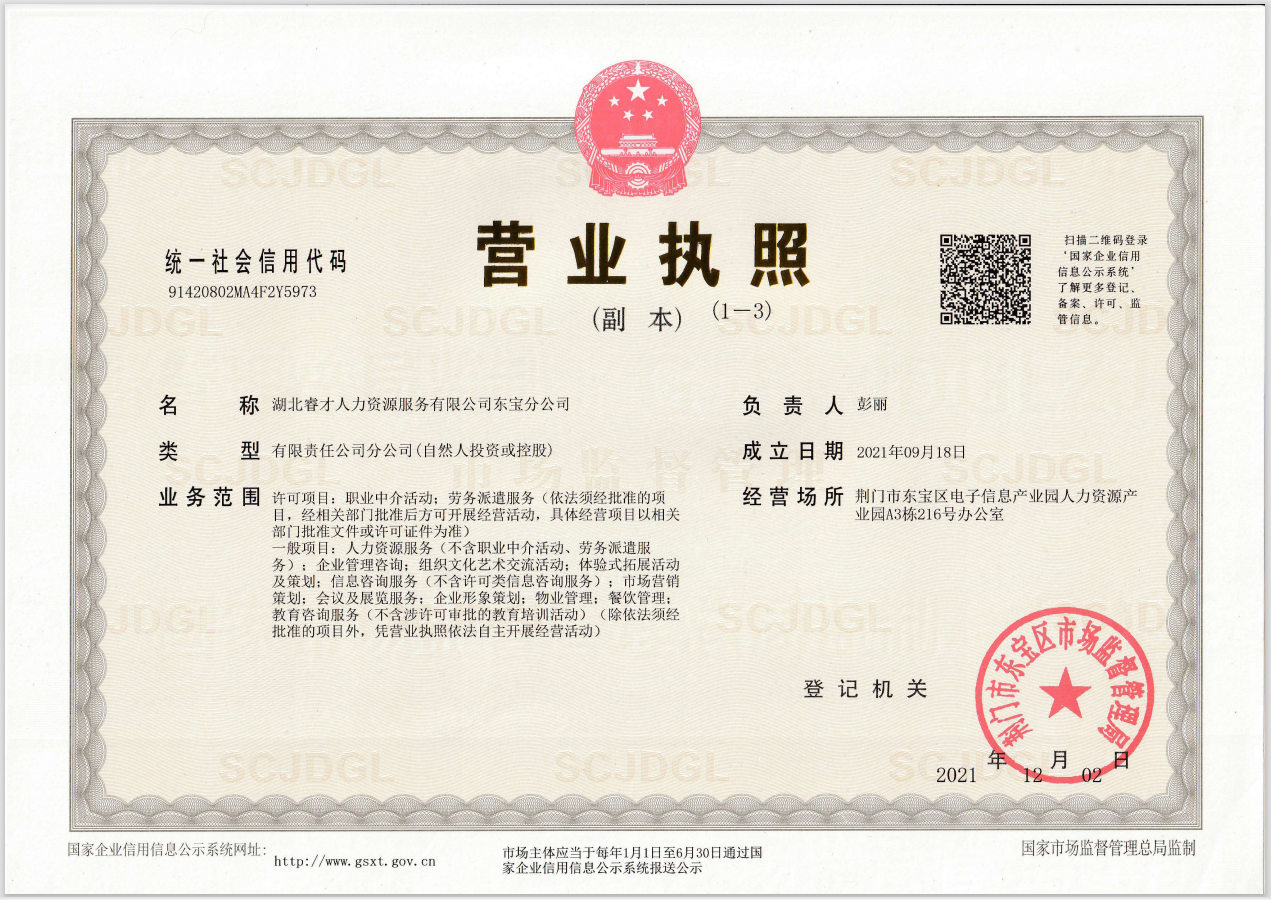 营业执照
(副 本) (1-3)
统一社会信用代码
91420802MA4F2Y5973
扫描二维码登录
'国家企业信用
信息公示系统'
了解更多登记、
备案、许可、监
管信息。
名 称 湖北睿才人力资源服务有限公司东宝分公司
类 型 有限责任公司分公司(自然人投资或控股)
业务范围 许可项目：职业中介活动；劳务派遣服务（依法须经批准的项
目，经相关部门批准后方可开展经营活动，具体经营项目以相关
部门批准文件或许可证件为准）
一般项目：人力资源服务（不含职业中介活动、劳务派遣服
务）；企业管理咨询；组织文化艺术交流活动；体验式拓展活动
及策划；信息咨询服务（不含许可类信息咨询服务）；市场营销
策划；会议及展览服务；企业形象策划；物业管理；餐饮管理；
教育咨询服务（不含涉许可审批的教育培训活动）（除依法须经
批准的项目外，凭营业执照依法自主开展经营活动）
负 责 人 彭丽
成立日期 2021年09月18日
经营场所 荆门市东宝区电子信息产业园人力资源产
业园A3栋216号办公室
登记机关
荆门市东宝区市场监督管理局
2021 年 12 月 02 日
国家企业信用信息公示系统网址：
http://www.gsxt.gov.cn
市场主体应当于每年1月1日至6月30日通过国
家企业信用信息公示系统报送公示
国家市场监督管理总局监制
SCJDGL
市场监督管理